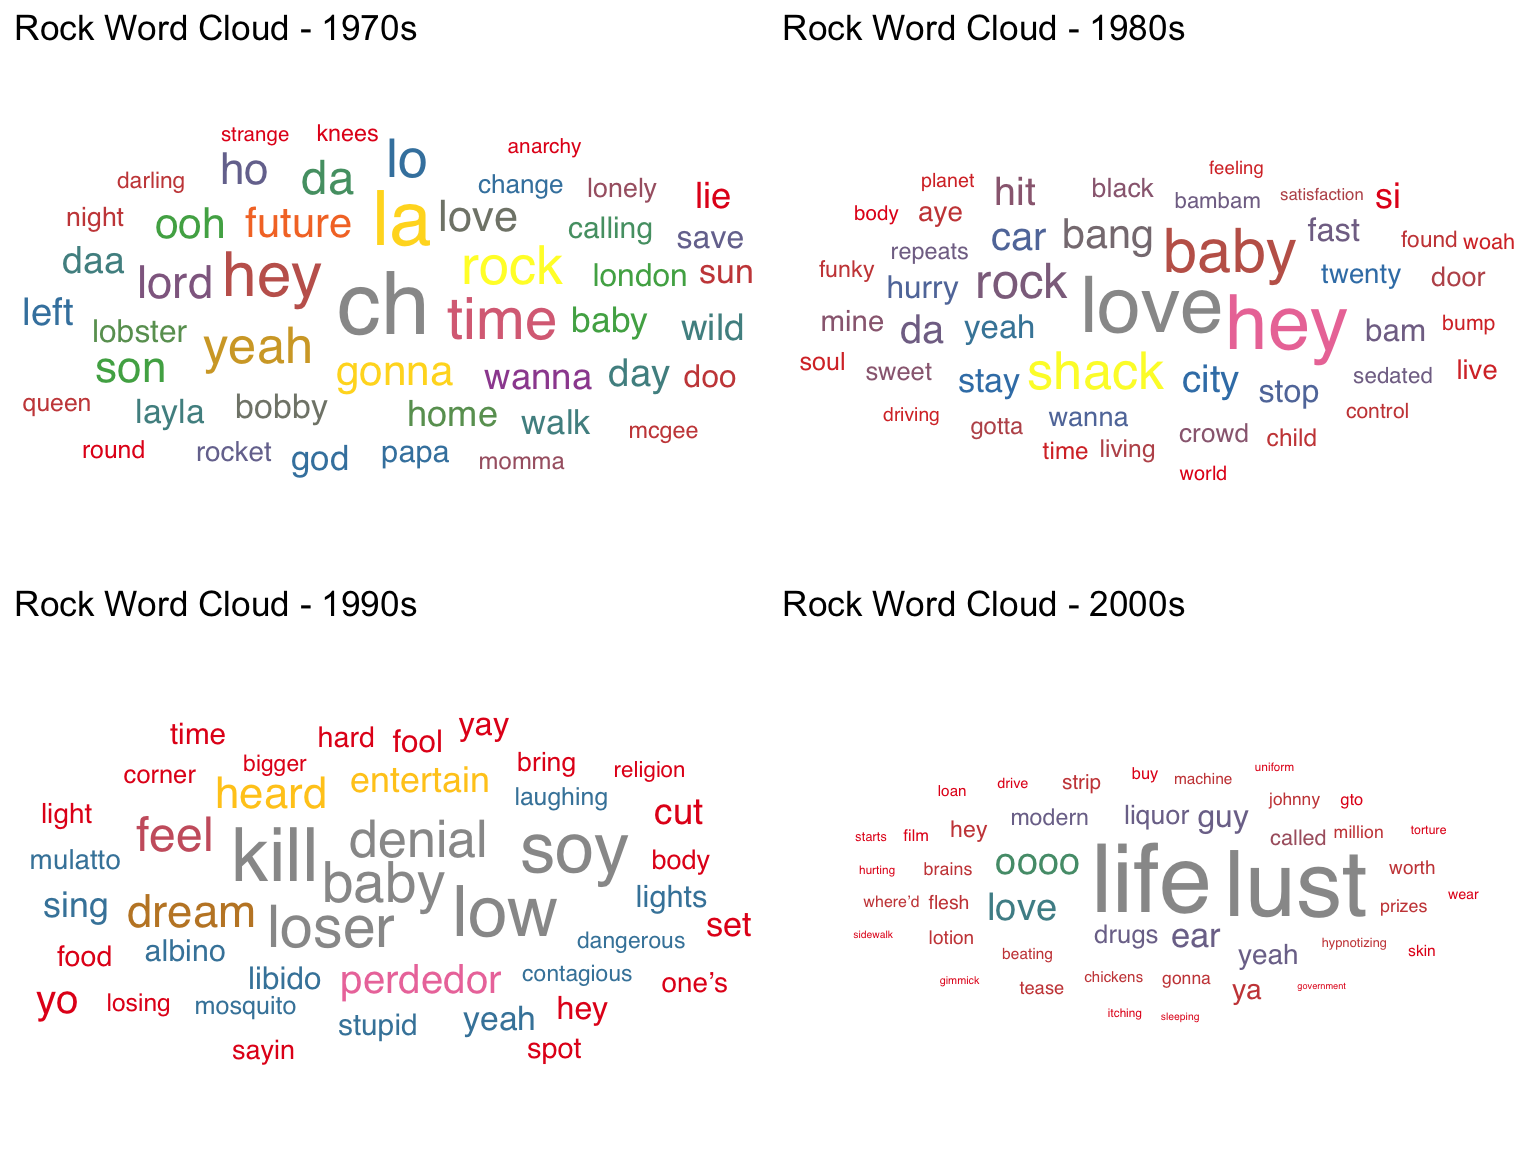 Rock Word Cloud - 1970s
strange knees anarchy
ho da lo
darling change lonely lie
night ooh future la love calling save
daa lord hey rock london sun
left lobster ch time baby wild
son yeah gonna wanna day doo
queen layla bobby home walk mcgee
round rocket god papa momma
Rock Word Cloud - 1980s
feeling
planet hit black bambam satisfaction si
body aye car bang baby fast found woah
repeats
funky hurry rock love twenty door
mine da yeah hey bam bump
soul sweet stay shack city stop sedated live
driving gotta wanna crowd child control
time living
world
Rock Word Cloud - 1990s
time hard fool yay
corner bigger entertain bring religion
light heard laughing cut
mulatto feel kill denial soy body
sing dream baby low lights
loser set
food albino dangerous
libido perdedor contagious one's
yo losing mosquito stupid yeah hey
sayin spot
Rock Word Cloud - 2000s
uniform
loan drive strip buy machine
modern liquor guy johnny gto
starts film hey called million torture
hurting brains oooo life lust worth
where'd flesh love prizes wear
sidewalk lotion drugs ear
beating yeah hypnotizing skin
gimmick tease chickens gonna ya government
itching sleeping